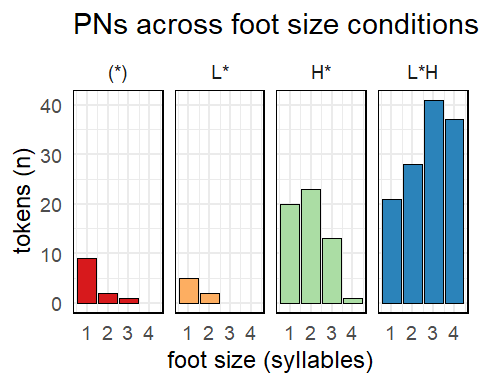 PNs across foot size conditions
(*) L* H* L*H
40
30
20
10
0
tokens (n)
1 2 3 4 1 2 3 4 1 2 3 4 1 2 3 4
foot size (syllables)